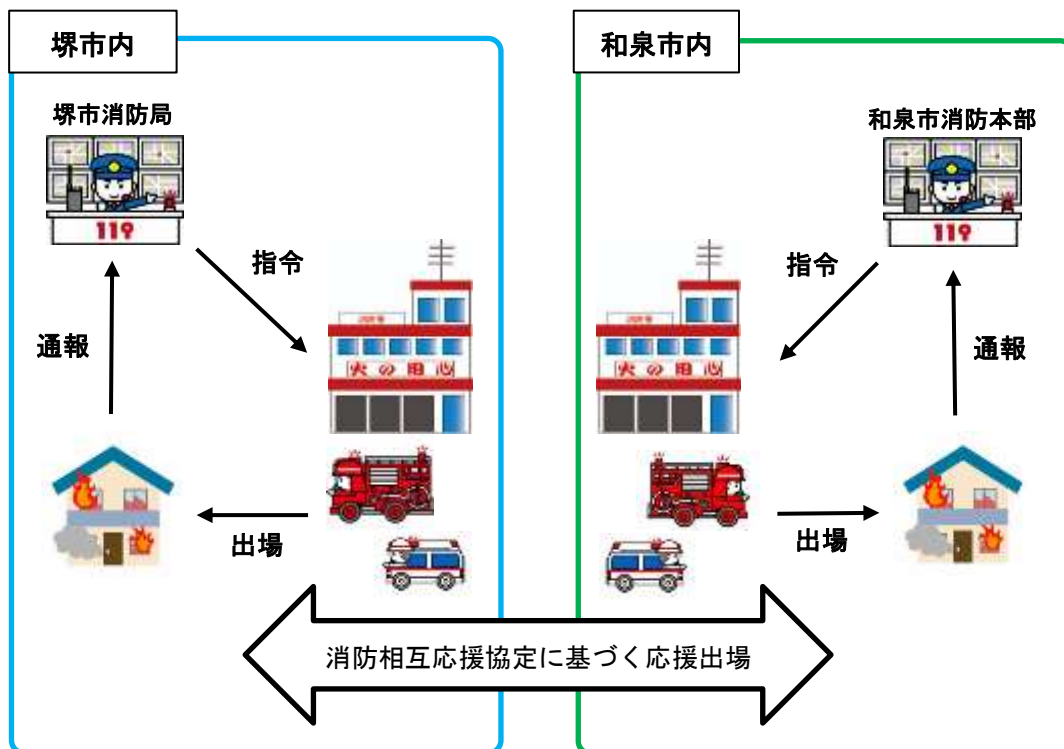 堺市内
和泉市内
堺市消防局
和泉市消防本部
119
119
指令
指令
通報
通報
火の用心
火の用心
出場
出場
消防相互応援協定に基づく応援出場